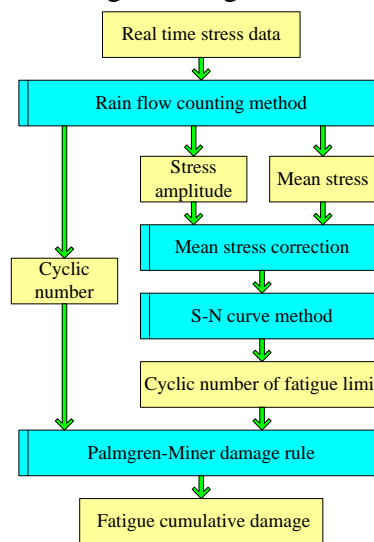 Real time stress data
Rain flow counting method
Stress
amplitude
Mean stress
Mean stress correction
Cyclic
number
S-N curve method
Cyclic number of fatigue limi
Palmgren-Miner damage rule
Fatigue cumulative damage